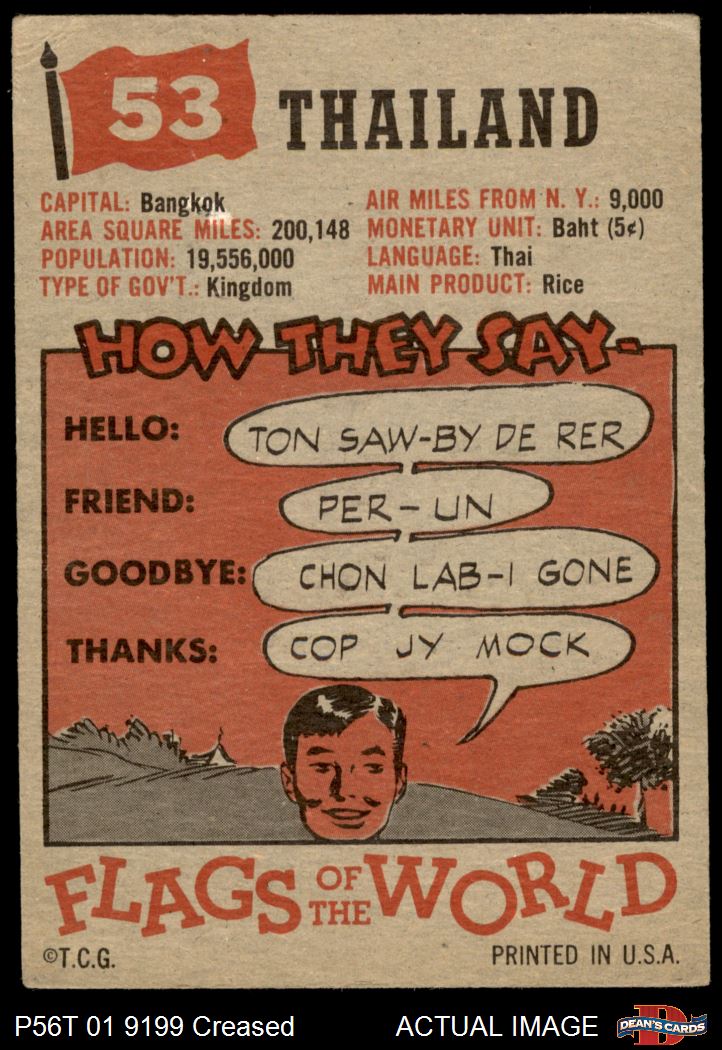 53 THAILAND
CAPITAL: Bangkok
AREA SQUARE MILES: 200,148
POPULATION: 19,556,000
TYPE OF GOV'T.: Kingdom
AIR MILES FROM N. Y.: 9,000
MONETARY UNIT: Baht (5¢)
LANGUAGE: Thai
MAIN PRODUCT: Rice
HOW THEY SAY-
HELLO: TON SAW-BY DE RER
FRIEND: PER-UN
GOODBYE: CHON LAB-I GONE
THANKS: COP JY MOCK
FLAGS OF THE WORLD
©T.C.G. PRINTED IN U.S.A.
P56T 01 9199 Creased ACTUAL IMAGE D DEAN'S CARDS